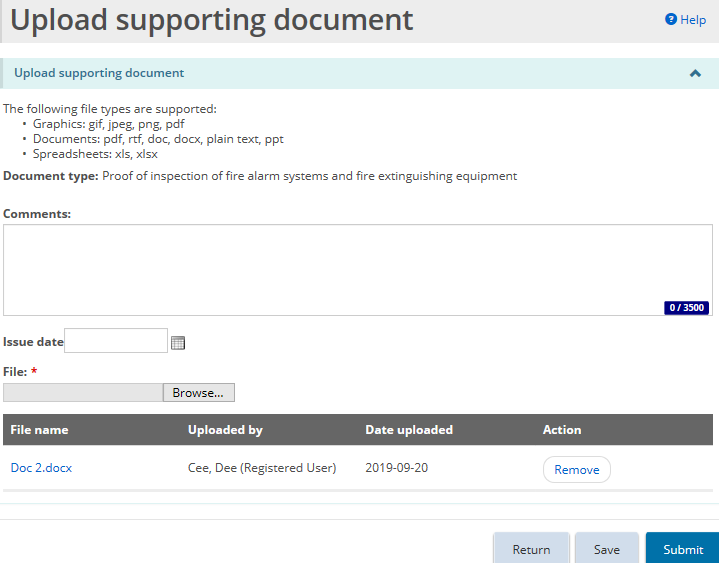 Upload supporting document
Help
Upload supporting document
The following file types are supported:
• Graphics: gif, jpeg, png, pdf
• Documents: pdf, rtf, doc, docx, plain text, ppt
• Spreadsheets: xls, xlsx
Document type: Proof of inspection of fire alarm systems and fire extinguishing equipment
Comments:
0 / 3500
Issue date
File: *
Browse...
File name Uploaded by Date uploaded Action
Doc 2.docx Cee, Dee (Registered User) 2019-09-20 Remove
Return Save Submit